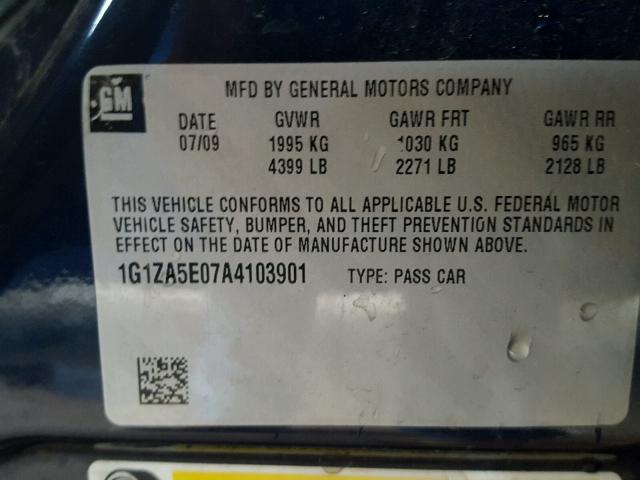 GM
MFD BY GENERAL MOTORS COMPANY
DATE GVWR GAWR FRT GAWR RR
07/09 1995 KG 1030 KG 965 KG
4399 LB 2271 LB 2128 LB
THIS VEHICLE CONFORMS TO ALL APPLICABLE U.S. FEDERAL MOTOR
VEHICLE SAFETY, BUMPER, AND THEFT PREVENTION STANDARDS IN
EFFECT ON THE DATE OF MANUFACTURE SHOWN ABOVE.
1G1ZA5E07A4103901 TYPE: PASS CAR